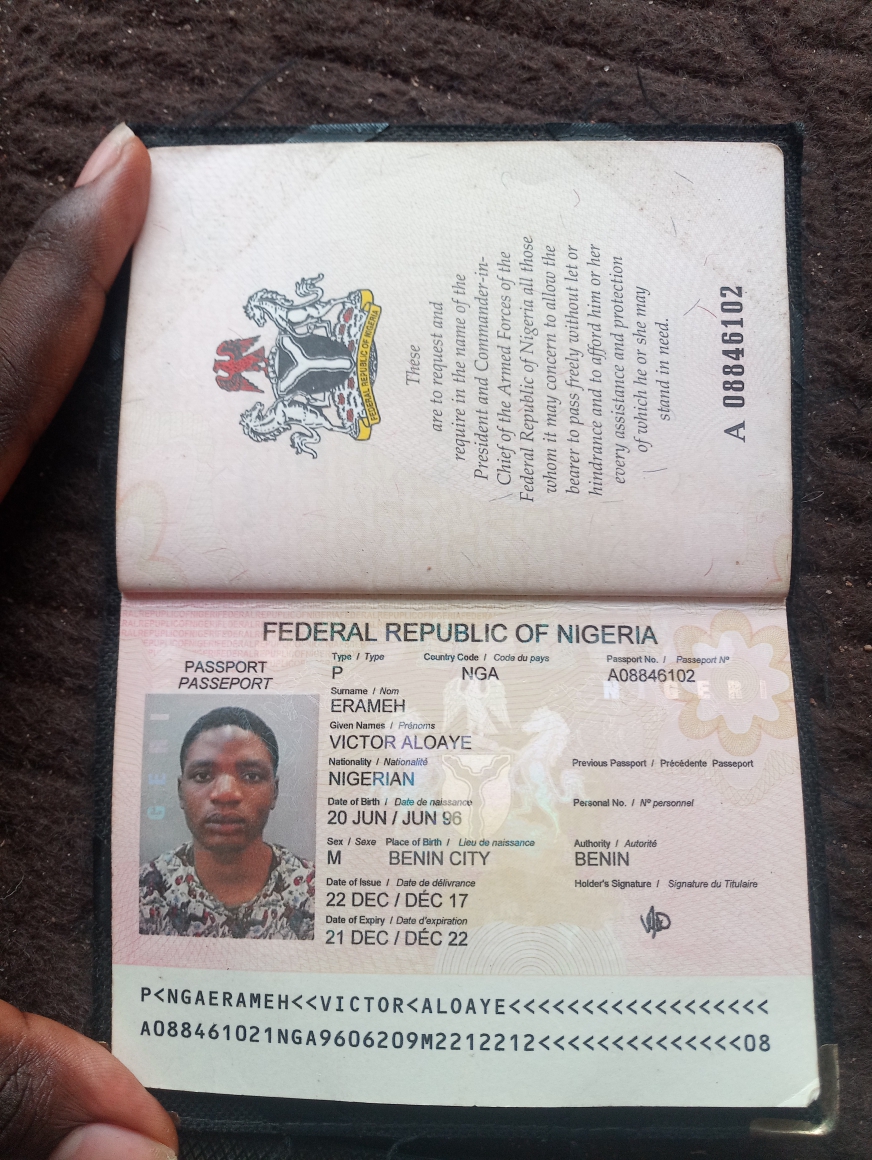 FEDERAL REPUBLIC OF NIGERIA
These
are to request and
require in the name of the
President and Commander-in-
Chief of the Armed Forces of the
Federal Republic of Nigeria all those
whom it may concern to allow the
bearer to pass freely without let or
hindrance and to afford him or her
every assistance and protection
of which he or she may
stand in need.
A 08846102
FEDERAL REPUBLIC OF NIGERIA
PASSPORT
PASSEPORT
Type / Type Country Code / Code du pays Passport No. / Passeport Nº
P NGA A08846102
Surname / Nom
ERAMEH
Given Names / Prénoms
VICTOR ALOAYE
Nationality / Nationalité Previous Passport / Précédente Passeport
NIGERIAN
Date of Birth / Date de naissance Personal No. / Nº personnel
20 JUN / JUN 96
Sex / Sexe Place of Birth / Lieu de naissance Authority / Autorité
M BENIN CITY BENIN
Date of Issue / Date de délivrance Holder's Signature / Signature du Titulaire
22 DEC / DÉC 17
Date of Expiry / Date d'expiration
21 DEC / DÉC 22
P<NGAERAMEH<<VICTOR<ALOAYE<<<<<<<<<<<<<<<<<<
A088461021NGA9606209M2212212<<<<<<<<<<<<<<08